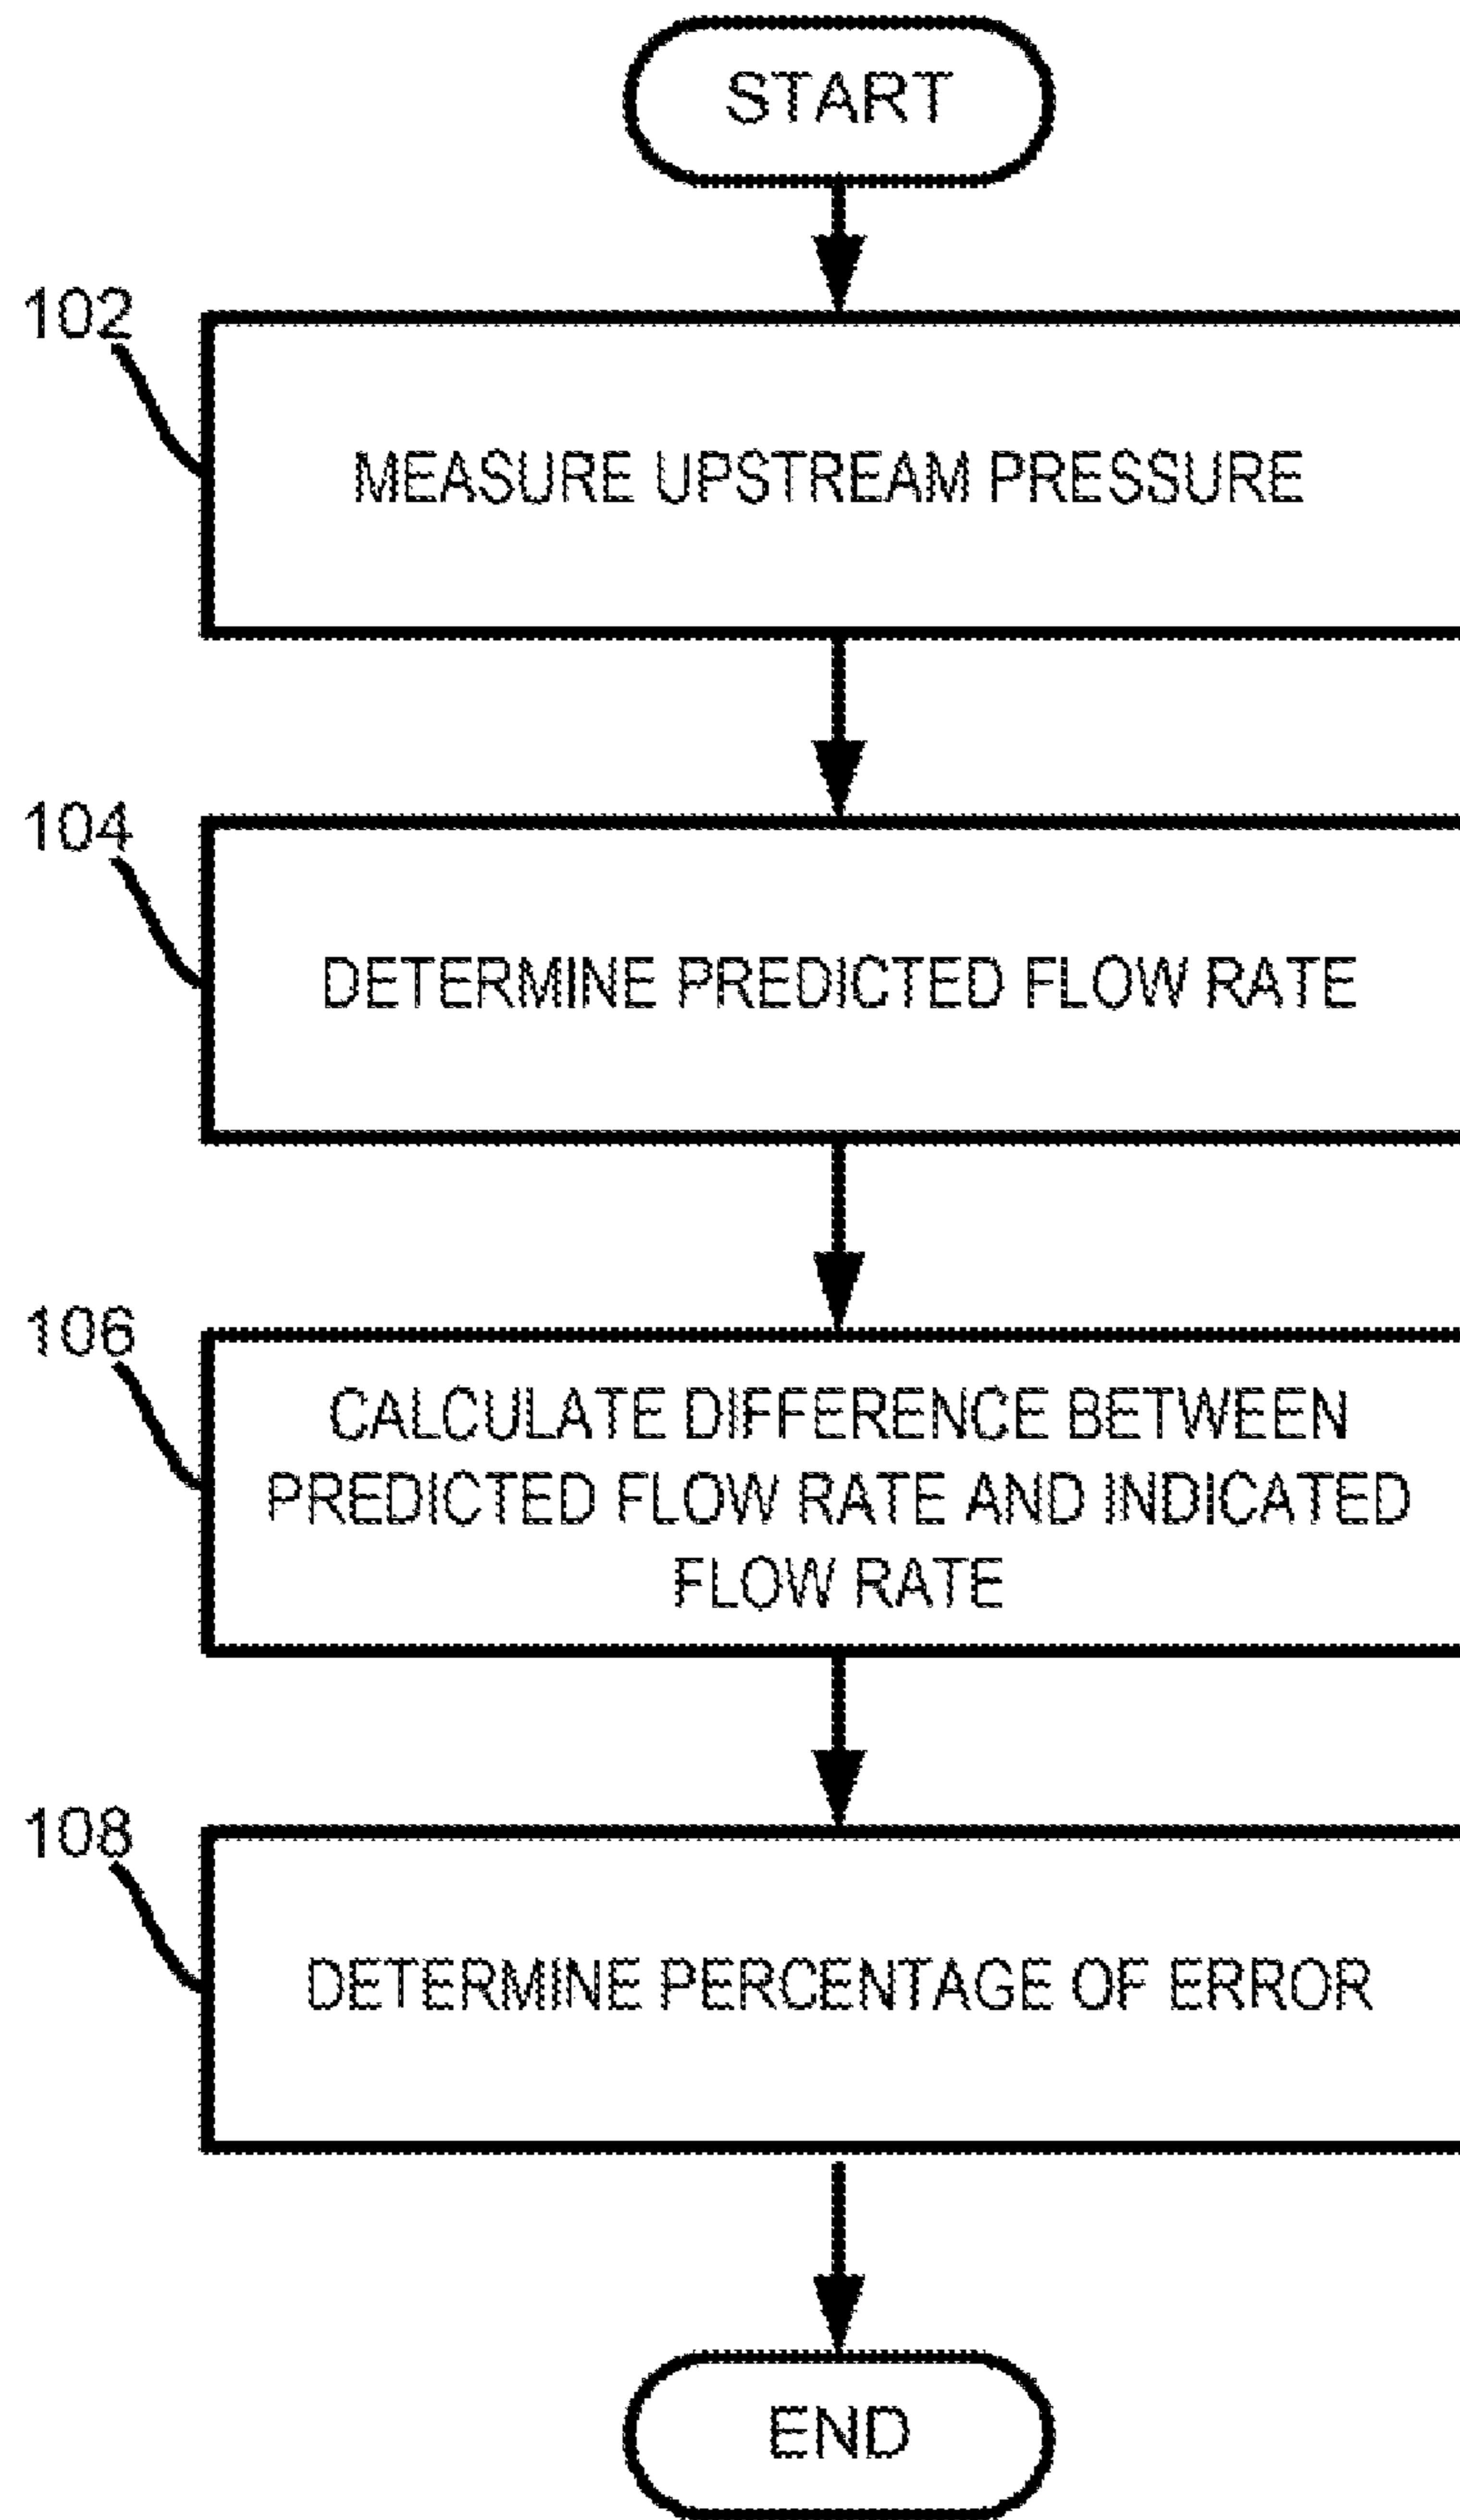 START
102
MEASURE UPSTREAM PRESSURE
104
DETERMINE PREDICTED FLOW RATE
106
CALCULATE DIFFERENCE BETWEEN
PREDICTED FLOW RATE AND INDICATED
FLOW RATE
108
DETERMINE PERCENTAGE OF ERROR
END